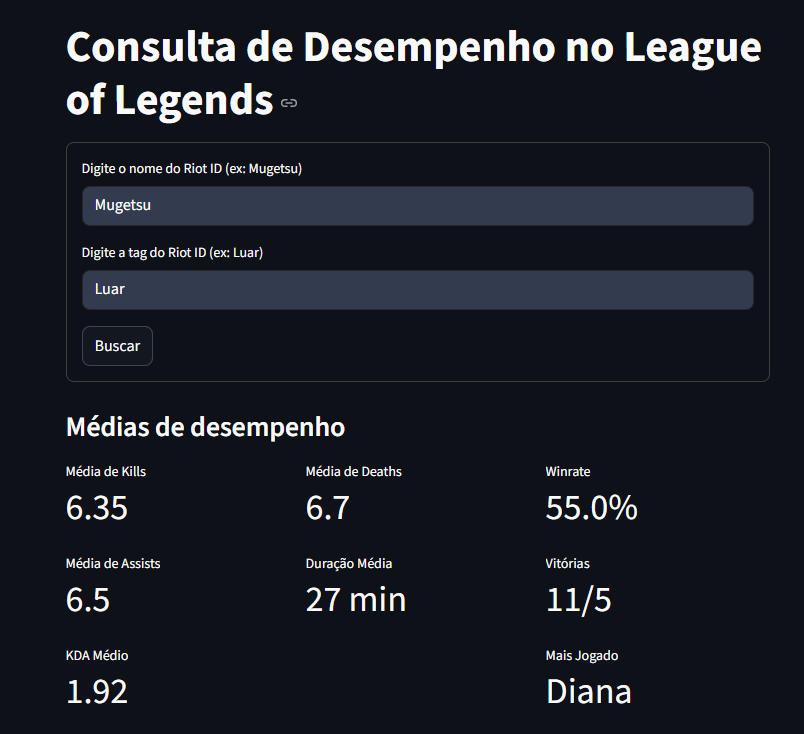 Consulta de Desempenho no League
of Legends
Digite o nome do Riot ID (ex: Mugetsu)
Mugetsu
Digite a tag do Riot ID (ex: Luar)
Luar
Buscar
Médias de desempenho
Média de Kills
6.35
Média de Deaths
6.7
Winrate
55.0%
Média de Assists
6.5
Duração Média
27 min
Vitórias
11/5
KDA Médio
1.92
Mais Jogado
Diana